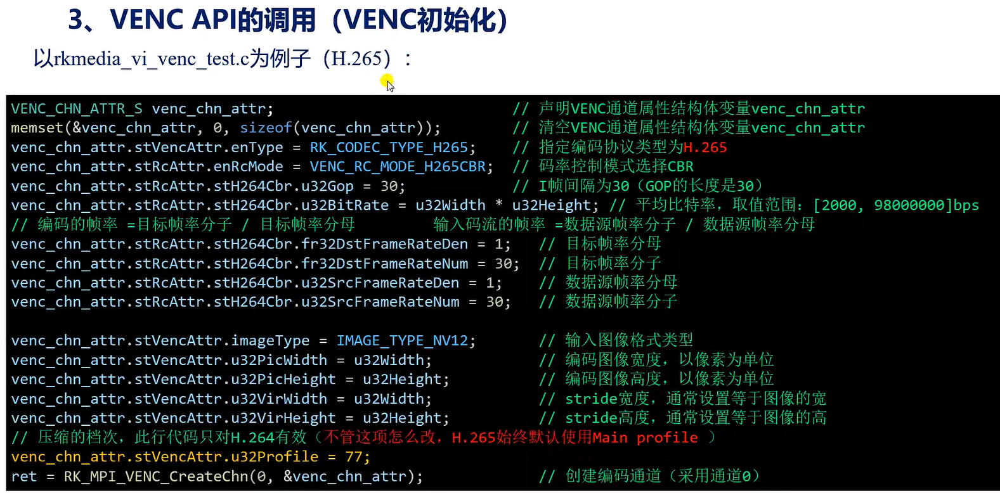 3、VENC API的调用（VENC初始化）
以rkmedia_vi_venc_test.c为例子（H.265）:
VENC_CHN_ATTR_S venc_chn_attr; // 声明VENC通道属性结构体变量venc_chn_attr
memset(&venc_chn_attr, 0, sizeof(venc_chn_attr)); // 清空VENC通道属性结构体变量venc_chn_attr
venc_chn_attr.stVencAttr.enType = RK_CODEC_TYPE_H265; // 指定编码协议类型为H.265
venc_chn_attr.stRcAttr.enRcMode = VENC_RC_MODE_H265CBR; // 码率控制模式选择CBR
venc_chn_attr.stRcAttr.stH264Cbr.u32Gop = 30; // I帧间隔为30（GOP的长度是30）
venc_chn_attr.stRcAttr.stH264Cbr.u32BitRate = u32Width * u32Height; // 平均比特率，取值范围：[2000, 98000000]bps
// 编码的帧率 =目标帧率分子 / 目标帧率分母 输入码流的帧率 =数据源帧率分子 / 数据源帧率分母
venc_chn_attr.stRcAttr.stH264Cbr.fr32DstFrameRateDen = 1; // 目标帧率分母
venc_chn_attr.stRcAttr.stH264Cbr.fr32DstFrameRateNum = 30; // 目标帧率分子
venc_chn_attr.stRcAttr.stH264Cbr.u32SrcFrameRateDen = 1; // 数据源帧率分母
venc_chn_attr.stRcAttr.stH264Cbr.u32SrcFrameRateNum = 30; // 数据源帧率分子
venc_chn_attr.stVencAttr.imageType = IMAGE_TYPE_NV12; // 输入图像格式类型
venc_chn_attr.stVencAttr.u32PicWidth = u32Width; // 编码图像宽度，以像素为单位
venc_chn_attr.stVencAttr.u32PicHeight = u32Height; // 编码图像高度，以像素为单位
venc_chn_attr.stVencAttr.u32VirWidth = u32Width; // stride宽度，通常设置等于图像的宽
venc_chn_attr.stVencAttr.u32VirHeight = u32Height; // stride高度，通常设置等于图像的高
// 压缩的档次，此行代码只对H.264有效（不管这项怎么改，H.265始终默认使用Main profile ）
venc_chn_attr.stVencAttr.u32Profile = 77;
ret = RK_MPI_VENC_CreateChn(0, &venc_chn_attr); // 创建编码通道（采用通道0）